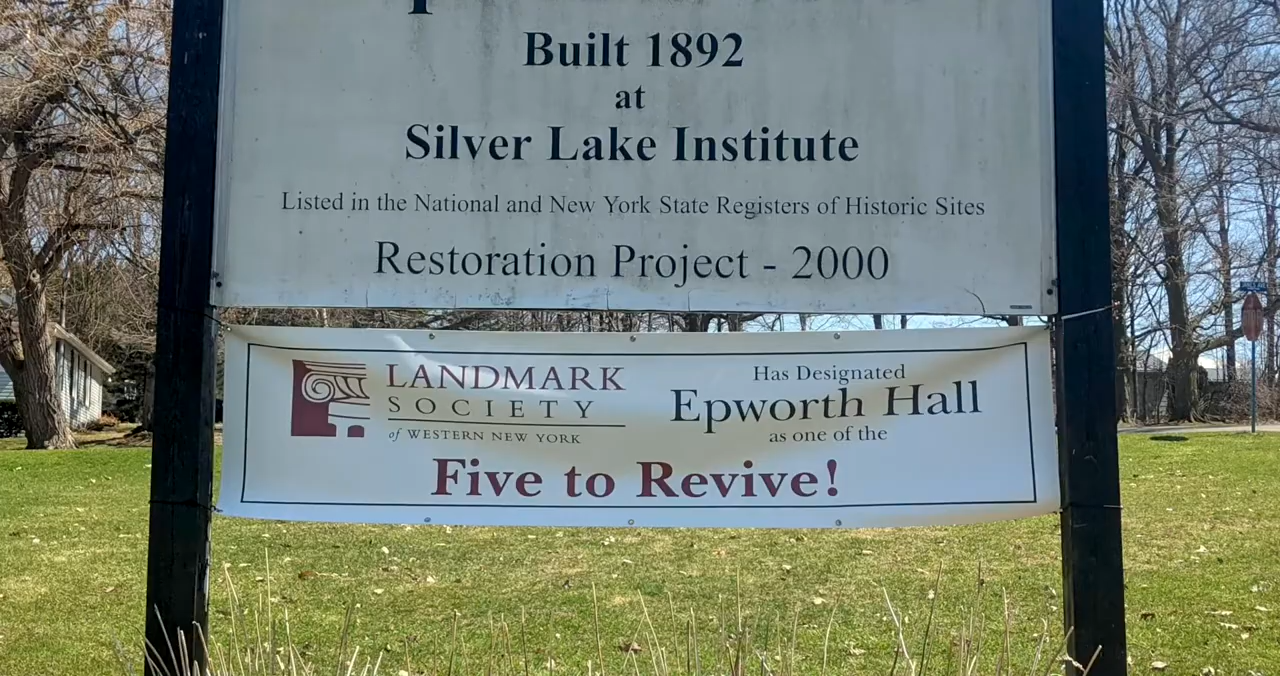 Built 1892
at
Silver Lake Institute
Listed in the National and New York State Registers of Historic Sites
Restoration Project - 2000
LANDMARK
SOCIETY
of WESTERN NEW YORK
Has Designated
Epworth Hall
as one of the
Five to Revive!